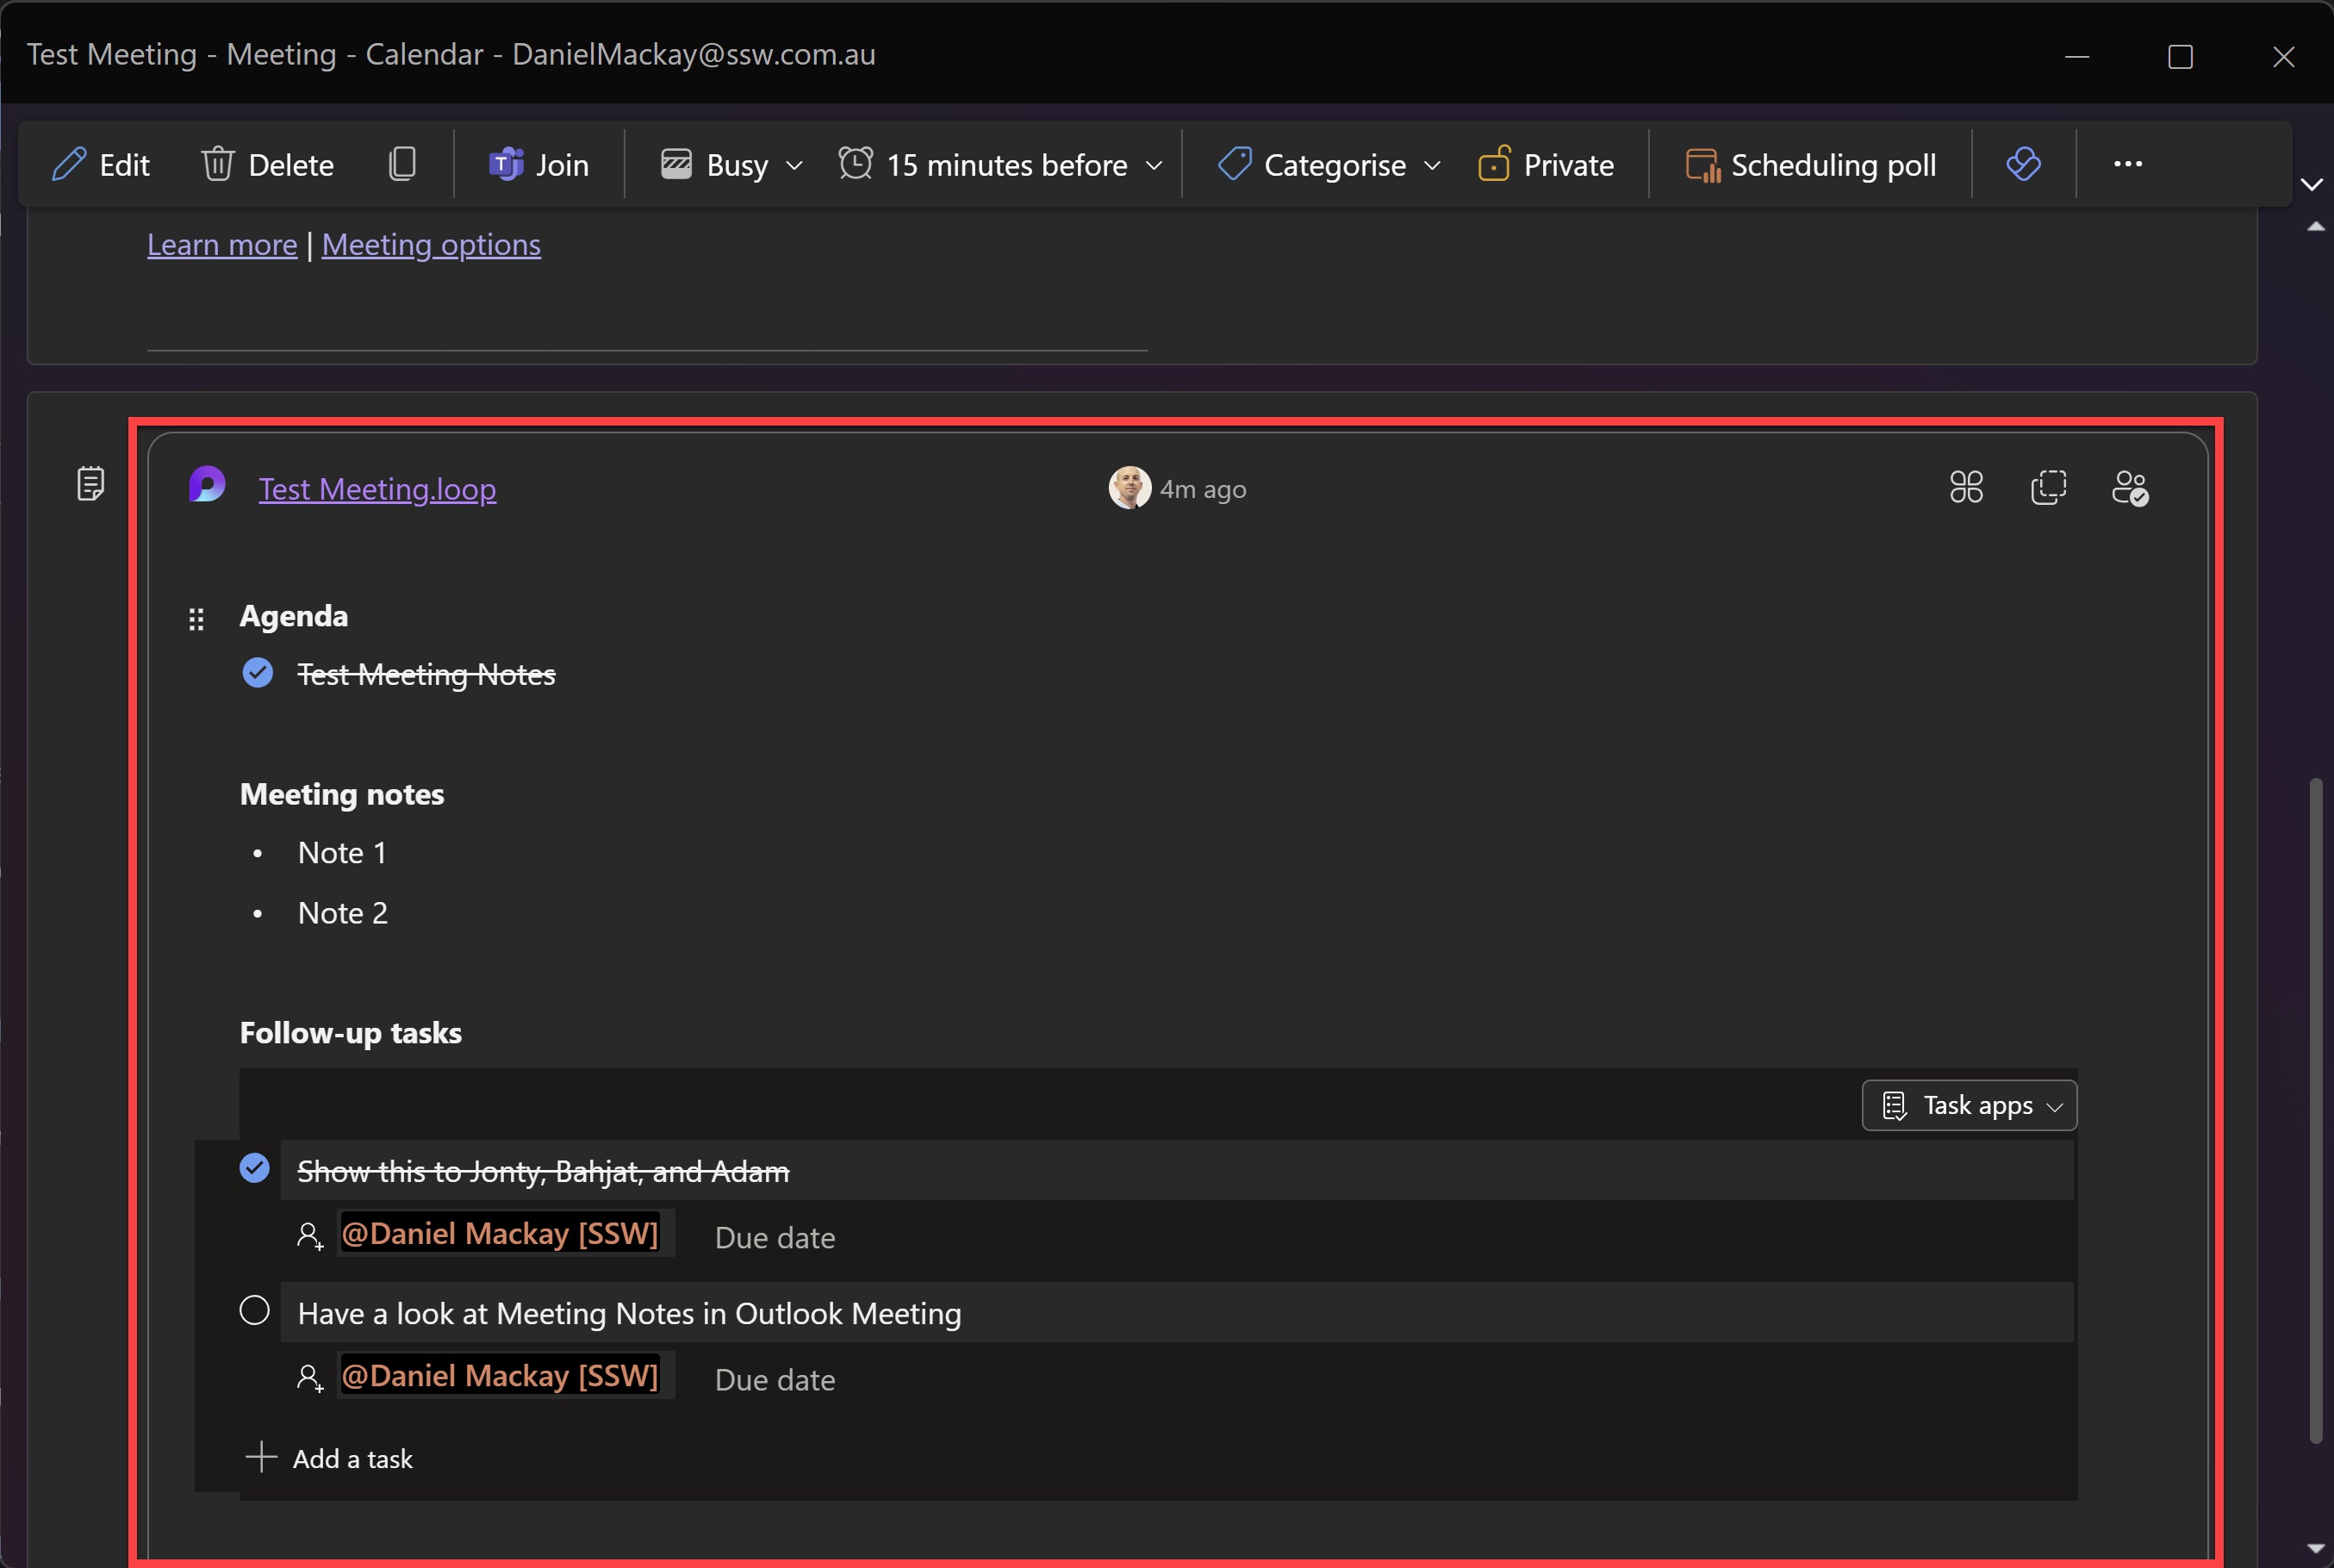 Test Meeting - Meeting - Calendar - DanielMackay@ssw.com.au
Edit Delete Join Busy 15 minutes before Categorise Private Scheduling poll
Learn more | Meeting options
Test Meeting.loop 4m ago
Agenda
Test Meeting Notes
Meeting notes
• Note 1
• Note 2
Follow-up tasks
Task apps
Show this to Jonty, Bahjat, and Adam
@Daniel Mackay [SSW] Due date
Have a look at Meeting Notes in Outlook Meeting
@Daniel Mackay [SSW] Due date
Add a task